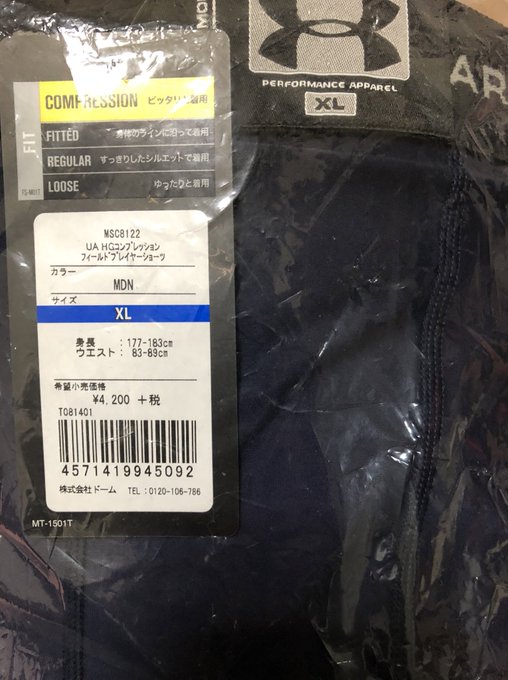 PERFORMANCE APPAREL
XL
AR
FIT
COMPRESSION ピッタリと着用
FITTED 身体のラインに沿って着用
REGULAR すっきりしたシルエットで着用
LOOSE ゆったりと着用
FG-M01T
MSC8122
UA HGコンプレッション
フィールドプレイヤーショーツ
カラー
MDN
サイズ
XL
身長 :177-183cm
ウエスト: 83-89cm
希望小売価格
¥4,200 +税
T081401
4571419945092
株式会社ドーム TEL:0120-106-786
MT-1501T